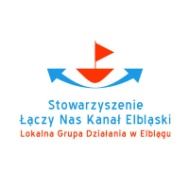 Stowarzyszenie
Łączy Nas Kanał Elbląski
Lokalna Grupa Działania w Elblągu